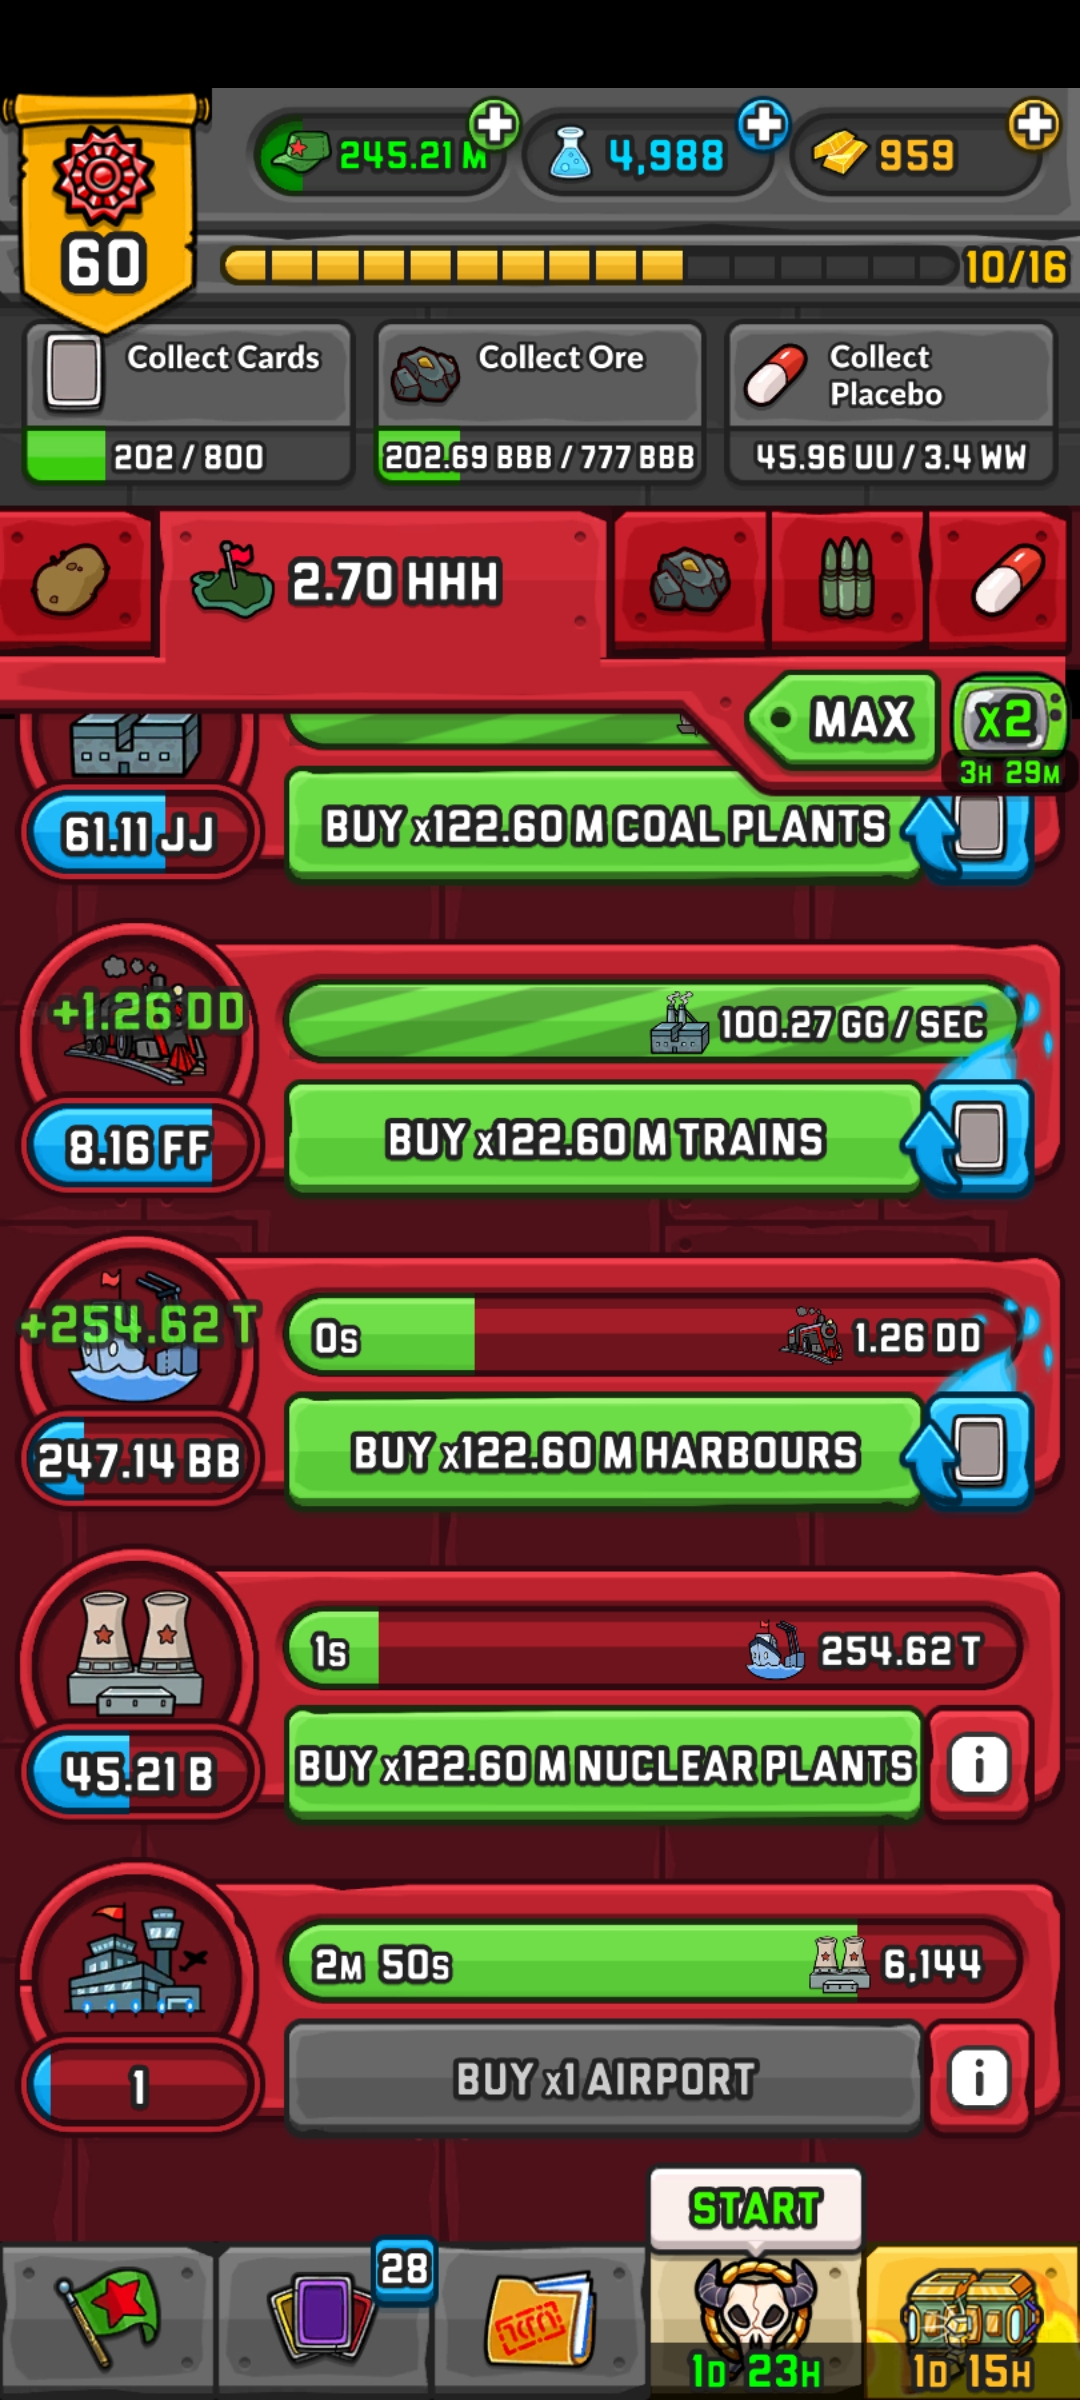 245.21 M
4,988
959
60
10/16
Collect Cards
202 / 800
Collect Ore
202.69 BBB / 777 BBB
Collect
Placebo
45.96 UU / 3.4 WW
2.70 HHH
MAX
x2
3H 29M
61.11 JJ
BUY x122.60 M COAL PLANTS
+1.26 DD
100.27 GG / SEC
8.16 FF
BUY x122.60 M TRAINS
+254.62 T
0s
1.26 DD
247.14 BB
BUY x122.60 M HARBOURS
1s
254.62 T
45.21 B
BUY x122.60 M NUCLEAR PLANTS
i
2M 50s
6,144
1
BUY x1 AIRPORT
i
START
28
1D 23H
1D 15H